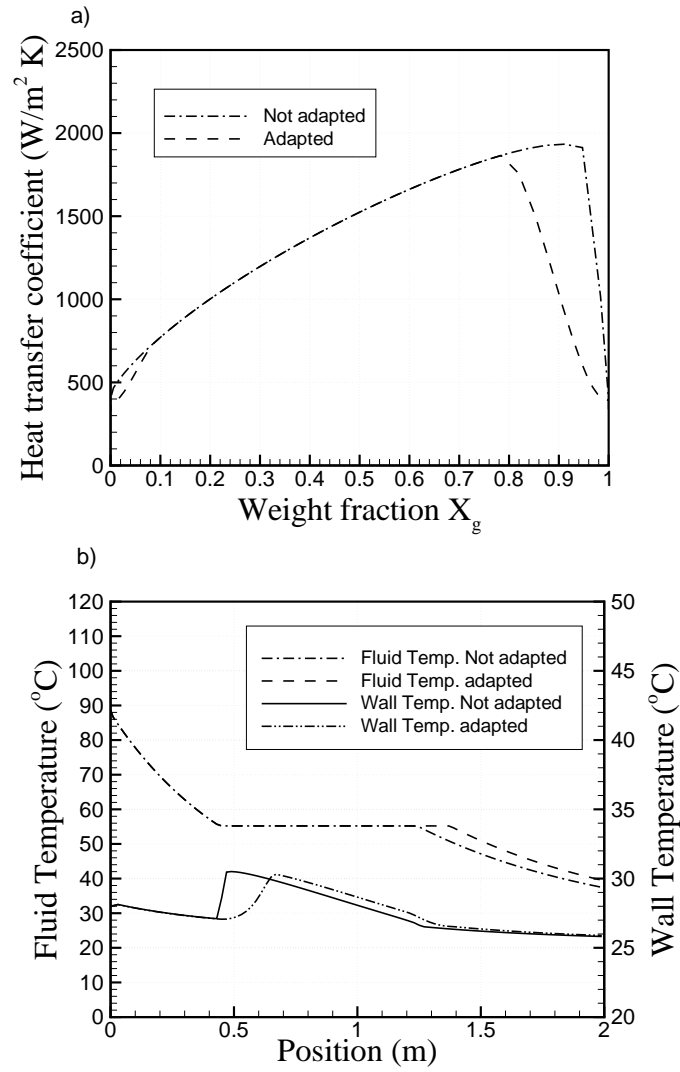 a)
Heat transfer coefficient (W/m² K)
2500
2000
1500
1000
500
0
Not adapted
Adapted
0 0.1 0.2 0.3 0.4 0.5 0.6 0.7 0.8 0.9 1
Weight fraction X_g
b)
Fluid Temperature (°C)
120
110
100
90
80
70
60
50
40
30
20
10
0
Fluid Temp. Not adapted
Fluid Temp. adapted
Wall Temp. Not adapted
Wall Temp. adapted
50
45
40
35
30
25
20
Wall Temperature (°C)
0 0.5 1 1.5 2
Position (m)